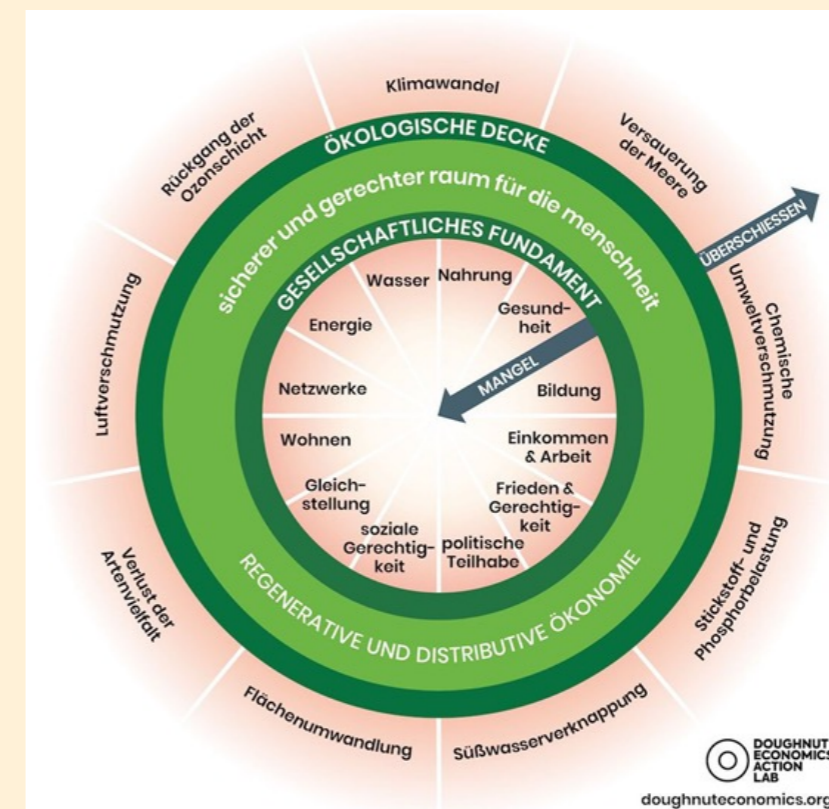 Klimawandel
Versauerung
der Meere
ÜBERSCHIESSEN
Chemische
Umweltverschmutzung
Stickstoff- und
Phosphorbelastung
Süßwasserverknappung
Flächenumwandlung
Verlust der
Artenvielfalt
Luftverschmutzung
Rückgang der
Ozonschicht
ÖKOLOGISCHE DECKE
sicherer und gerechter raum für die menschheit
GESELLSCHAFTLICHES FUNDAMENT
Wasser
Nahrung
Gesund-
heit
MANGEL
Bildung
Einkommen
& Arbeit
Frieden &
Gerechtig-
keit
politische
Teilhabe
soziale
Gerechtig-
keit
Gleich-
stellung
Wohnen
Netzwerke
Energie
REGENERATIVE UND DISTRIBUTIVE ÖKONOMIE
DOUGHNUT
ECONOMICS
ACTION
LAB
doughnuteconomics.org